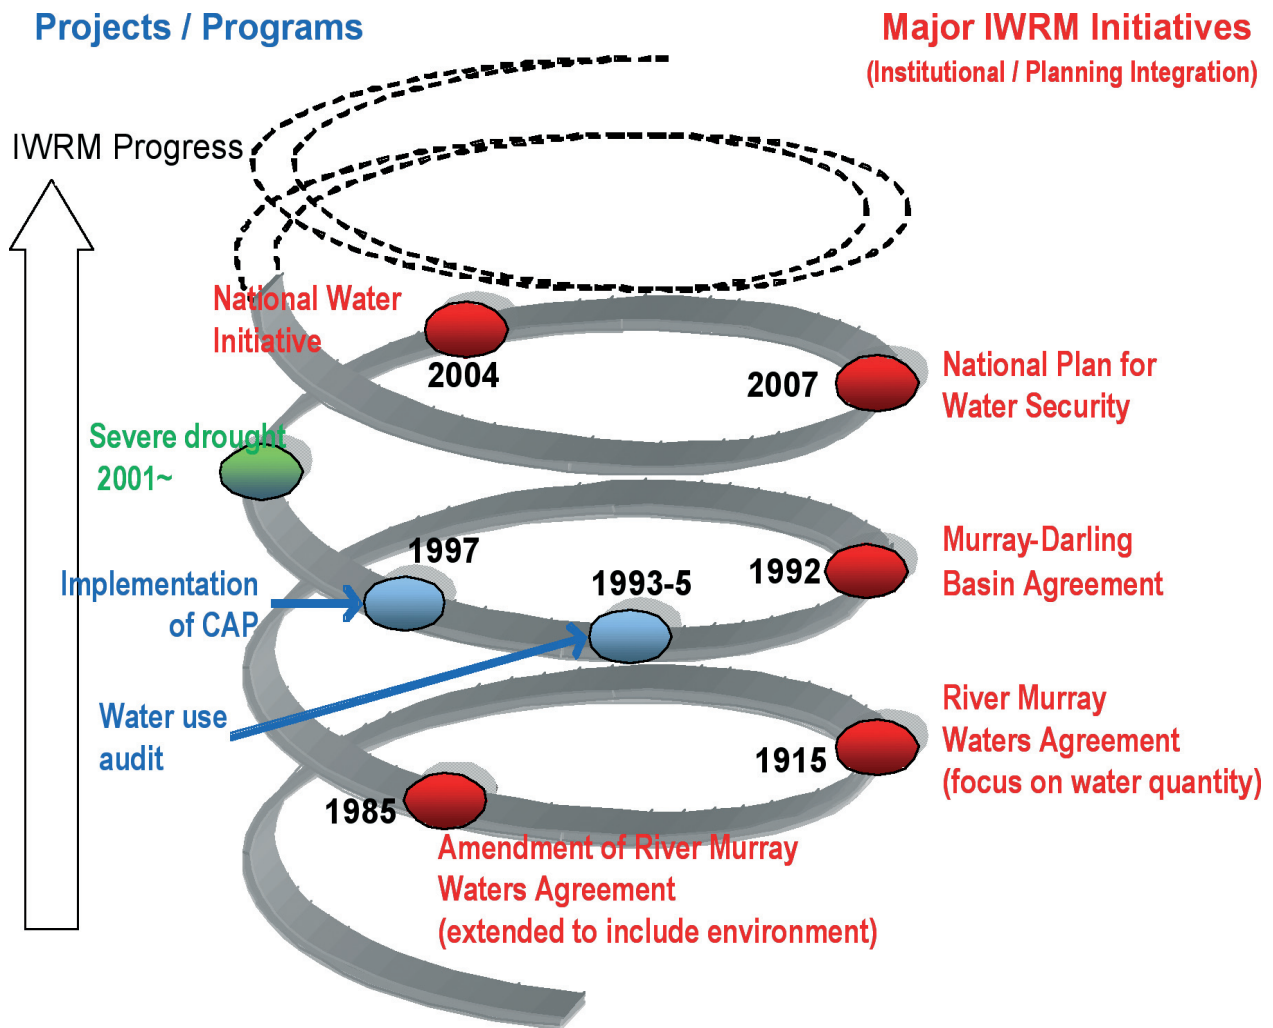 Projects / Programs
Major IWRM Initiatives
(Institutional / Planning Integration)
IWRM Progress
National Water
Initiative
2004
2007
National Plan for
Water Security
Severe drought
2001~
1997
1993-5
1992
Murray-Darling
Basin Agreement
Implementation
of CAP
Water use
audit
1915
River Murray
Waters Agreement
(focus on water quantity)
1985
Amendment of River Murray
Waters Agreement
(extended to include environment)